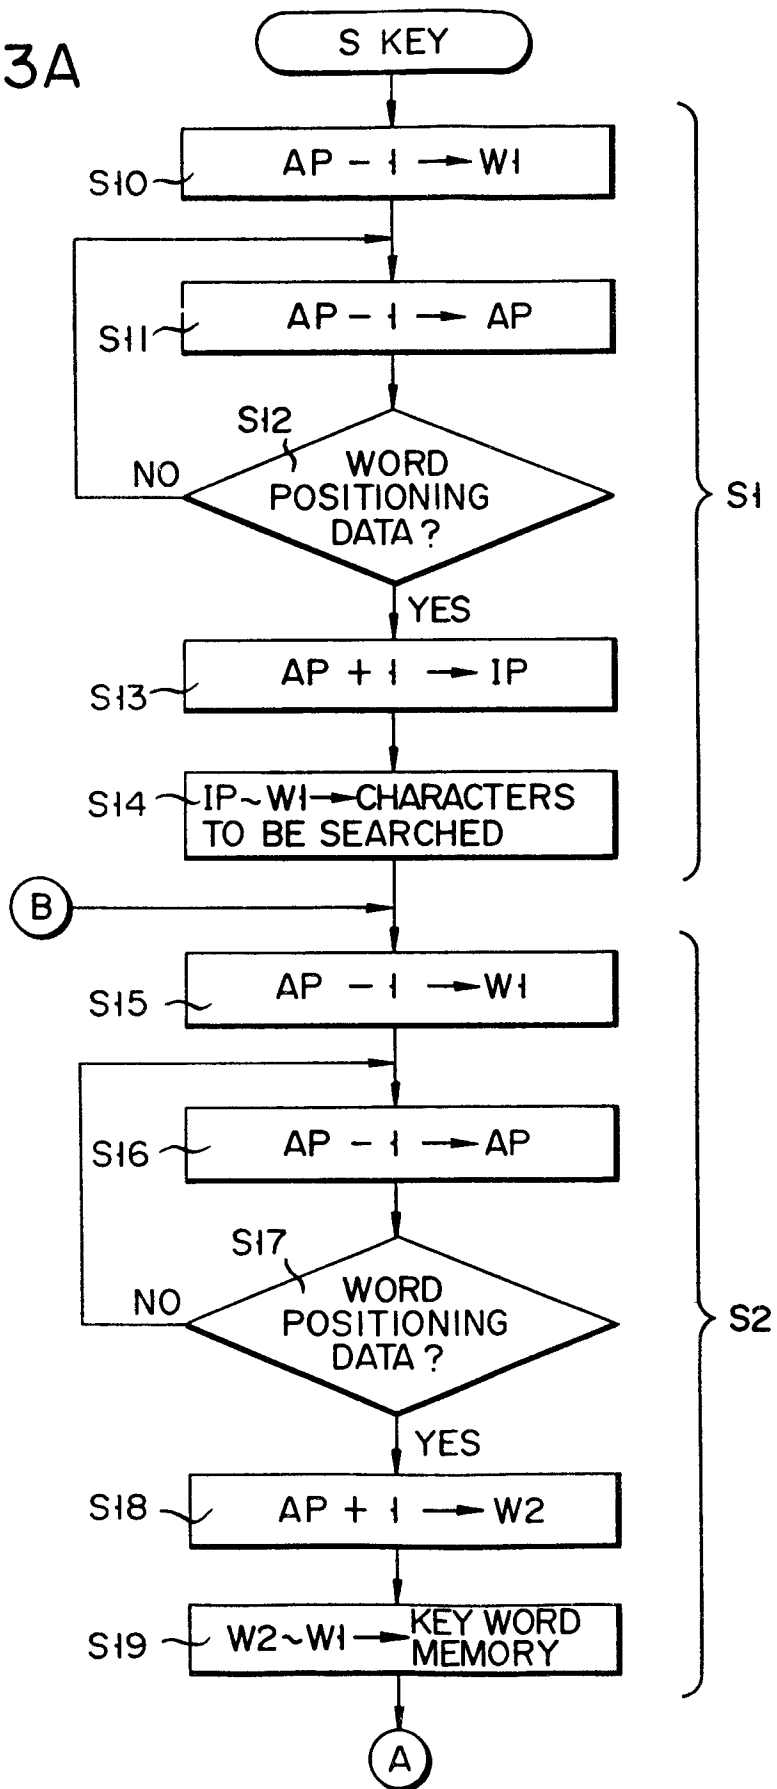 3A
S KEY
S10
AP - 1 → W1
S11
AP - 1 → AP
S12
WORD
POSITIONING
DATA?
NO
YES
S1
S13
AP + 1 → IP
S14
IP~W1→CHARACTERS
TO BE SEARCHED
B
S15
AP - 1 → W1
S16
AP - 1 → AP
S17
WORD
POSITIONING
DATA?
NO
YES
S2
S18
AP + 1 → W2
S19
W2~W1→KEY WORD
MEMORY
A